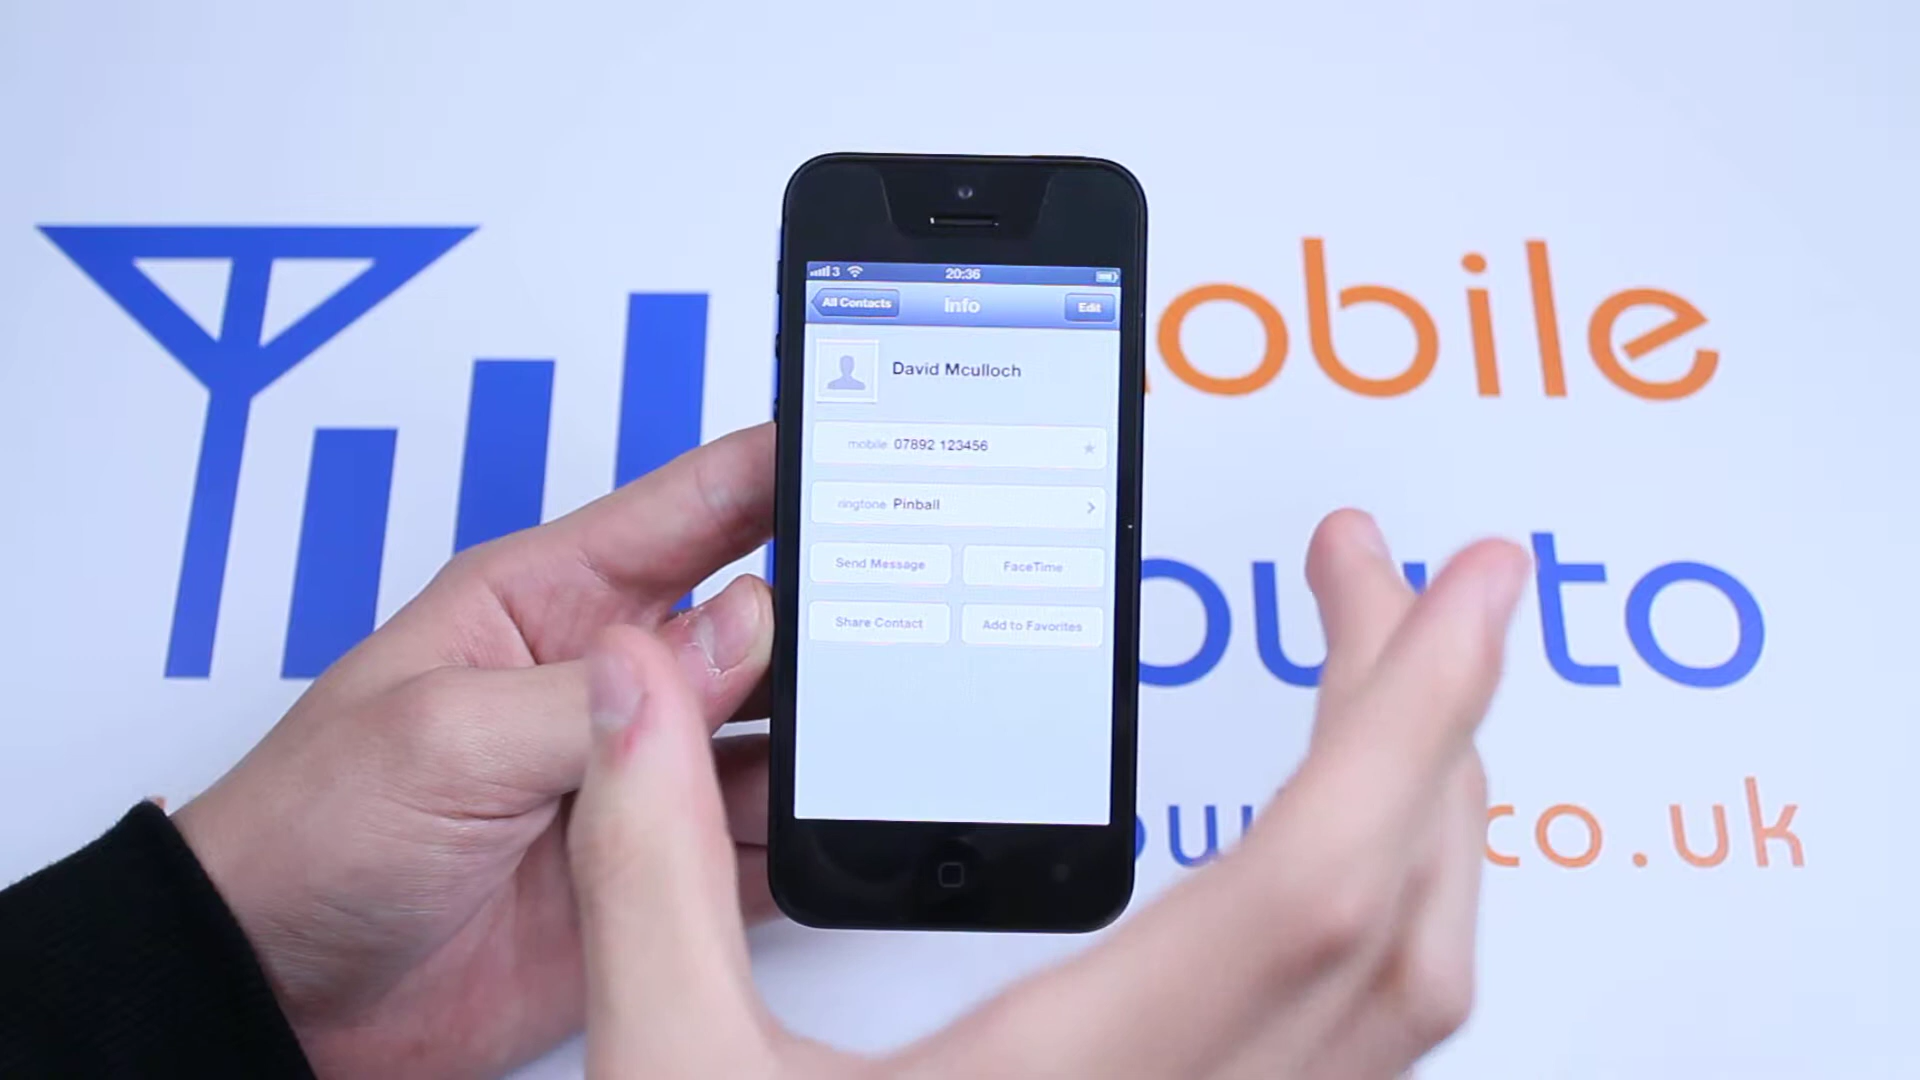 3 20:36
All Contacts info Edit
David Mculloch
mobile 07892 123456
ringtone Pinball
Send Message FaceTime
Share Contact Add to Favorites
obile
to
.co.uk